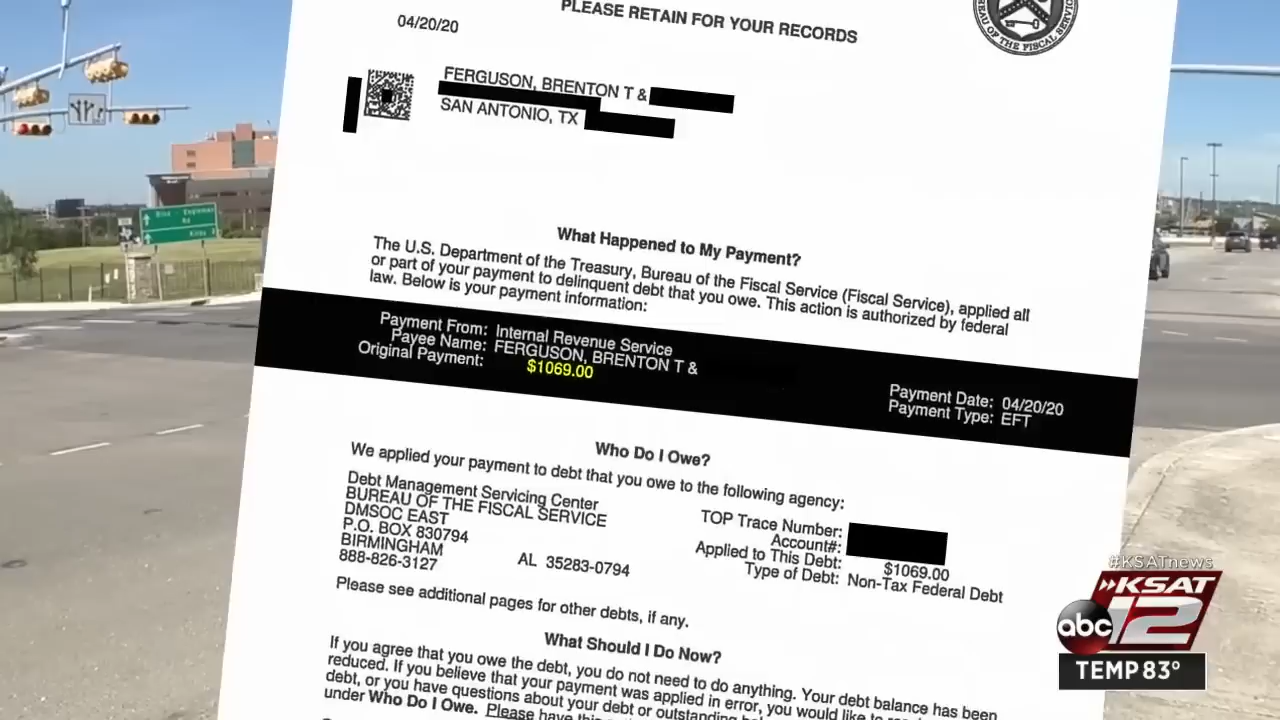 PLEASE RETAIN FOR YOUR RECORDS
04/20/20
BUREAU OF THE FISCAL SERVICE
FERGUSON, BRENTON T &
SAN ANTONIO, TX
What Happened to My Payment?
The U.S. Department of the Treasury, Bureau of the Fiscal Service (Fiscal Service), applied all
or part of your payment to delinquent debt that you owe. This action is authorized by federal
law. Below is your payment information:
Payment From: Internal Revenue Service
Payee Name: FERGUSON, BRENTON T &
Original Payment: $1069.00
Payment Date: 04/20/20
Payment Type: EFT
Who Do I Owe?
We applied your payment to debt that you owe to the following agency:
Debt Management Servicing Center
BUREAU OF THE FISCAL SERVICE
DMSOC EAST
P.O. BOX 830794
BIRMINGHAM AL 35283-0794
888-826-3127
TOP Trace Number:
Account#:
Applied to This Debt: $1069.00
Type of Debt: Non-Tax Federal Debt
Please see additional pages for other debts, if any.
What Should I Do Now?
If you agree that you owe the debt, you do not need to do anything. Your debt balance has been
reduced. If you believe that your payment was applied in error, you would like to
debt, or you have questions about your debt or outstanding
under Who Do I Owe. Please have
#KSATnews
KSAT
abc 12
TEMP 83°